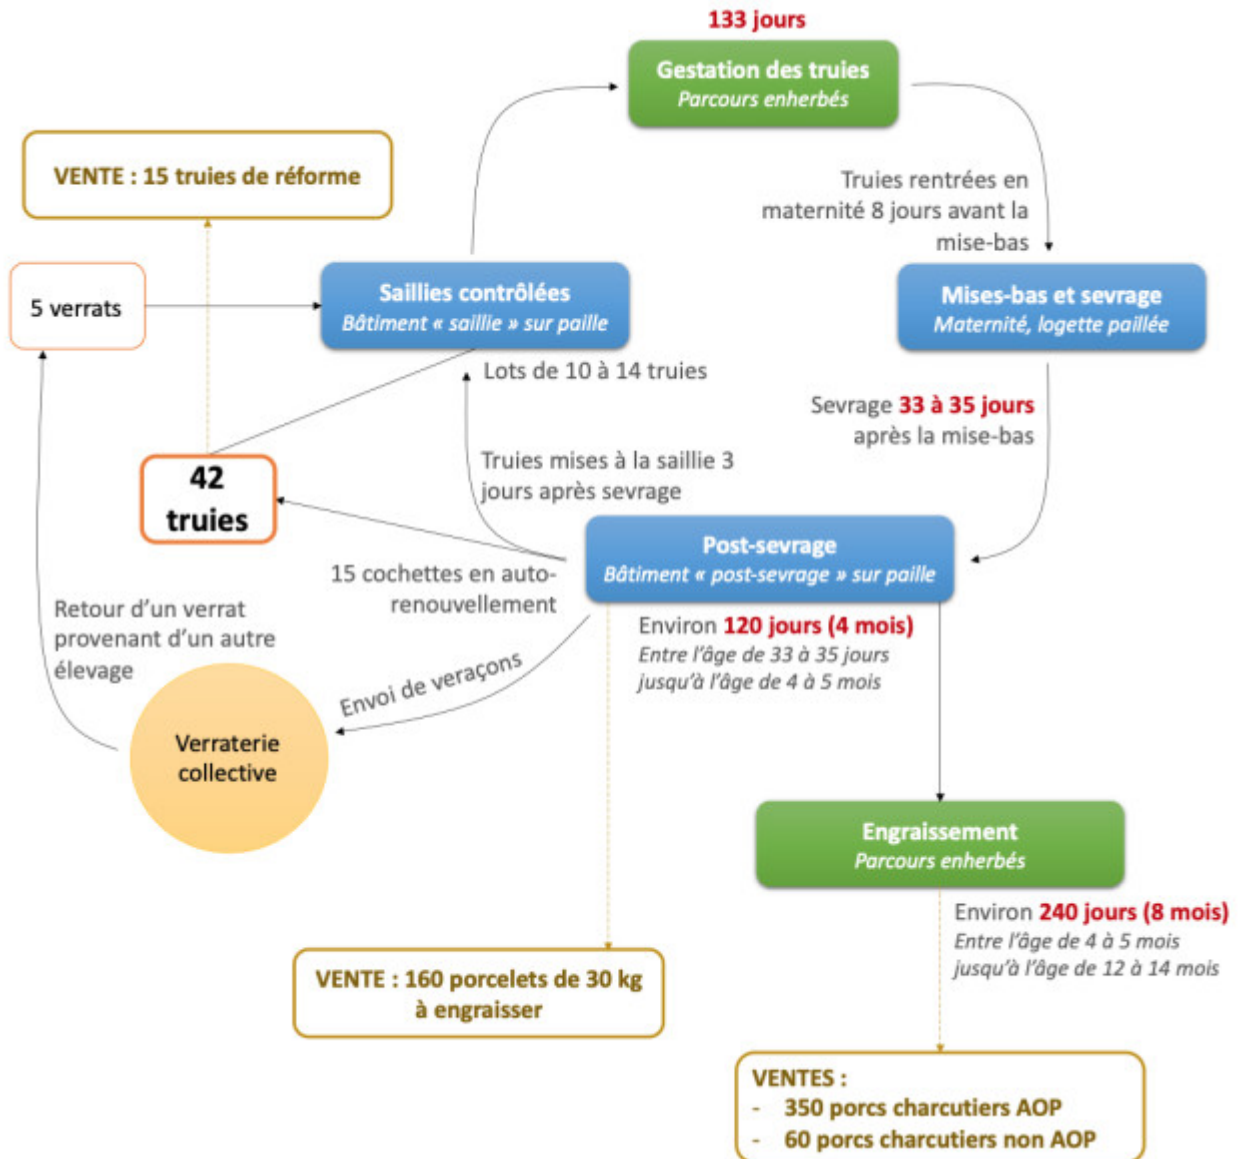 133 jours
Gestation des truies
Parcours enherbés
VENTE : 15 truies de réforme
Truies rentrées en
maternité 8 jours avant la
mise-bas
5 verrats
Saillies contrôlées
Bâtiment « saillie » sur paille
Mises-bas et sevrage
Maternité, logette paillée
Lots de 10 à 14 truies
Sevrage 33 à 35 jours
après la mise-bas
Truies mises à la saillie 3
jours après sevrage
42
truies
Post-sevrage
Bâtiment « post-sevrage » sur paille
15 cochettes en auto-
renouvellement
Retour d'un verrat
provenant d'un autre
élevage
Environ 120 jours (4 mois)
Entre l'âge de 33 à 35 jours
jusqu'à l'âge de 4 à 5 mois
Envoi de veraçons
Verraterie
collective
Engraissement
Parcours enherbés
Environ 240 jours (8 mois)
Entre l'âge de 4 à 5 mois
jusqu'à l'âge de 12 à 14 mois
VENTE : 160 porcelets de 30 kg
à engraisser
VENTES :
- 350 porcs charcutiers AOP
- 60 porcs charcutiers non AOP